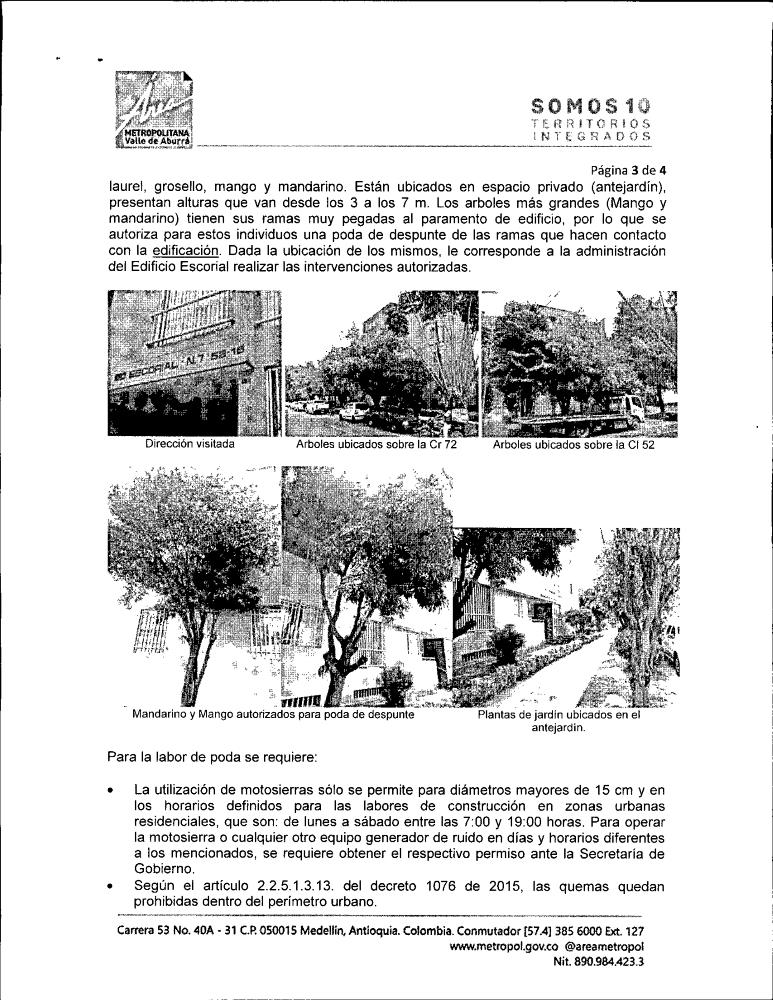 METROPOLITANA
Valle de Aburrá
SOMOS 10
TERRITORIOS
INTEGRADOS
Página 3 de 4
laurel, grosello, mango y mandarino. Están ubicados en espacio privado (antejardín),
presentan alturas que van desde los 3 a los 7 m. Los arboles más grandes (Mango y
mandarino) tienen sus ramas muy pegadas al paramento de edificio, por lo que se
autoriza para estos individuos una poda de despunte de las ramas que hacen contacto
con la edificación. Dada la ubicación de los mismos, le corresponde a la administración
del Edificio Escorial realizar las intervenciones autorizadas.
ESCORIAL
Dirección visitada
Arboles ubicados sobre la Cr 72
Arboles ubicados sobre la Cl 52
Mandarino y Mango autorizados para poda de despunte
Plantas de jardín ubicados en el
antejardín.
Para la labor de poda se requiere:
• La utilización de motosierras sólo se permite para diámetros mayores de 15 cm y en
los horarios definidos para las labores de construcción en zonas urbanas
residenciales, que son: de lunes a sábado entre las 7:00 y 19:00 horas. Para operar
la motosierra o cualquier otro equipo generador de ruido en días y horarios diferentes
a los mencionados, se requiere obtener el respectivo permiso ante la Secretaría de
Gobierno.
• Según el artículo 2.2.5.1.3.13. del decreto 1076 de 2015, las quemas quedan
prohibidas dentro del perímetro urbano.
Carrera 53 No. 40A - 31 C.P. 050015 Medellín, Antioquia. Colombia. Conmutador [57.4] 385 6000 Ext. 127
www.metropol.gov.co @areametropol
Nit. 890.984.423.3